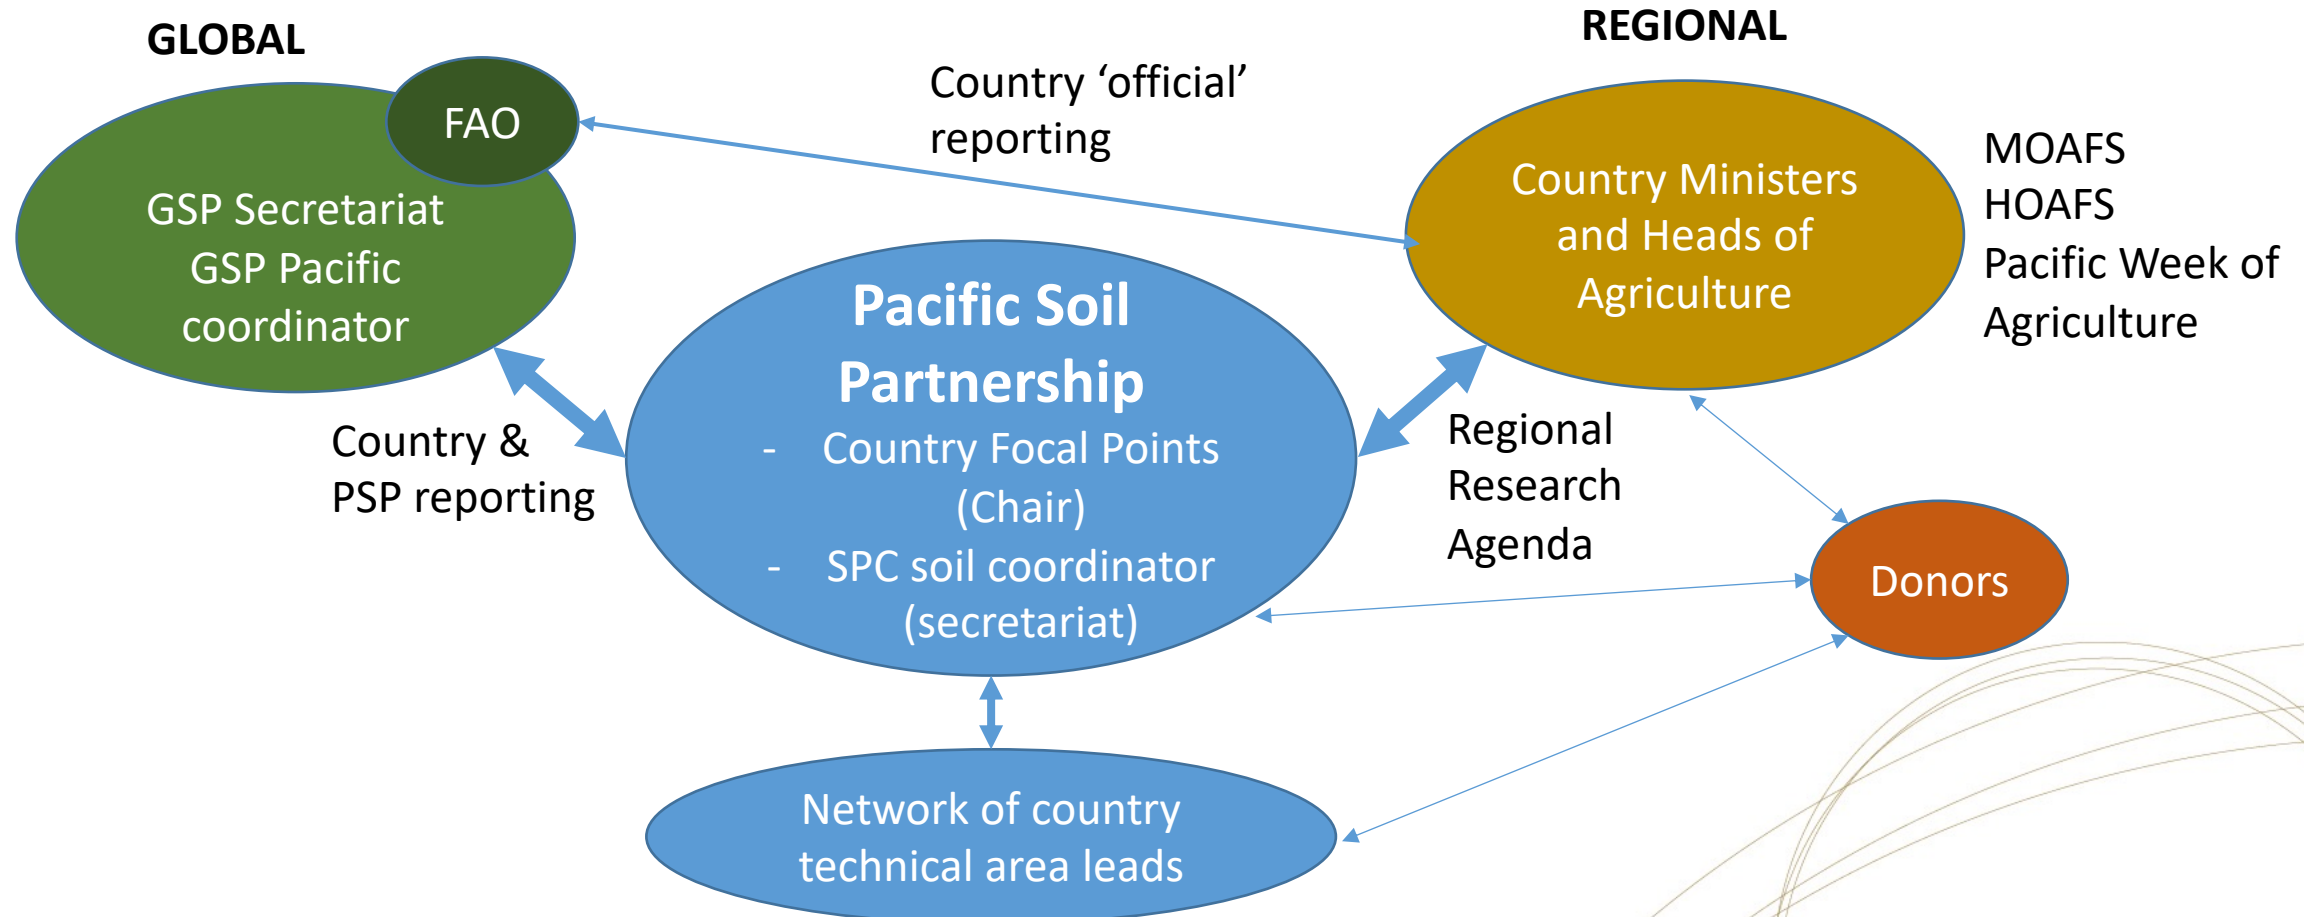 GLOBAL
REGIONAL
FAO
GSP Secretariat
GSP Pacific
coordinator
Country ‘official’
reporting
Country Ministers
and Heads of
Agriculture
MOAFS
HOAFS
Pacific Week of
Agriculture
Pacific Soil
Partnership
- Country Focal Points
(Chair)
- SPC soil coordinator
(secretariat)
Country &
PSP reporting
Regional
Research
Agenda
Donors
Network of country
technical area leads